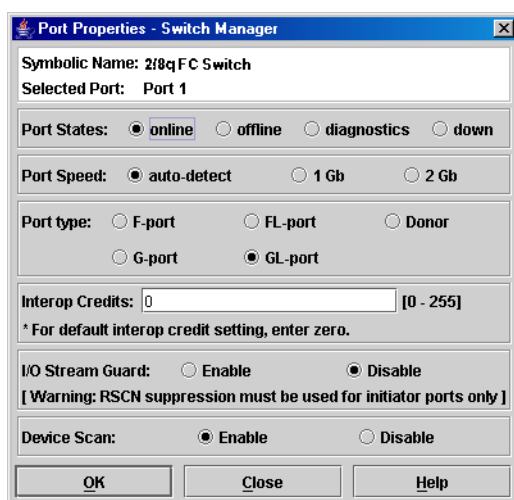 Port Properties - Switch Manager
Symbolic Name: 2/8q FC Switch
Selected Port: Port 1
Port States: online offline diagnostics down
Port Speed: auto-detect 1 Gb 2 Gb
Port type: F-port FL-port Donor
G-port GL-port
Interop Credits: 0 [0 - 255]
* For default interop credit setting, enter zero.
I/O Stream Guard: Enable Disable
[ Warning: RSCN suppression must be used for initiator ports only ]
Device Scan: Enable Disable
OK Close Help